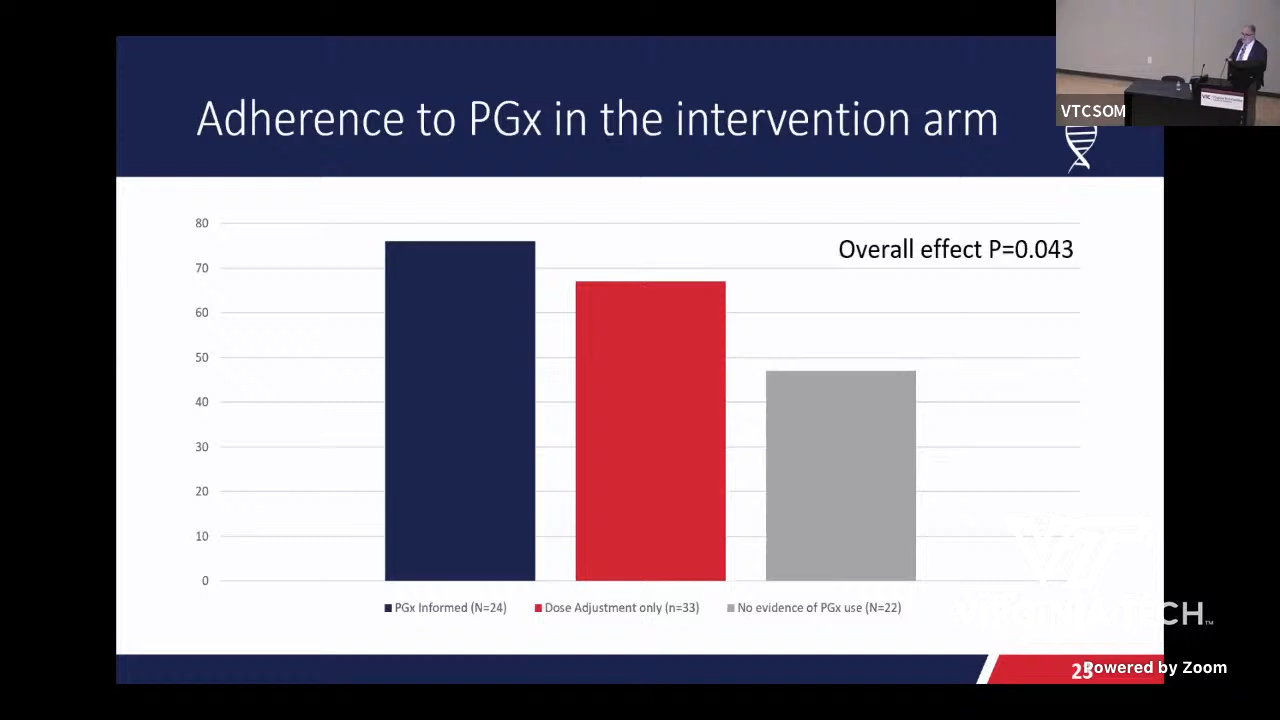 Adherence to PGx in the intervention arm
VTCSOM
80
Overall effect P=0.043
70
60
50
40
30
20
10
0
PGx Informed (N=24)
Dose Adjustment only (n=33)
No evidence of PGx use (N=22)
VIRGINIA TECH™
Powered by Zoom